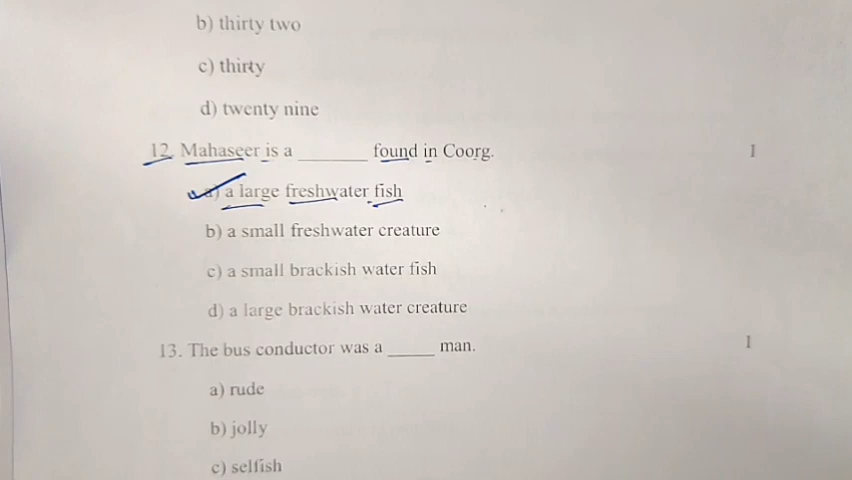 b) thirty two
c) thirty
d) twenty nine
12. Mahaseer is a ________ found in Coorg. 1
a) a large freshwater fish
b) a small freshwater creature
c) a small brackish water fish
d) a large brackish water creature
13. The bus conductor was a _____ man. 1
a) rude
b) jolly
c) selfish